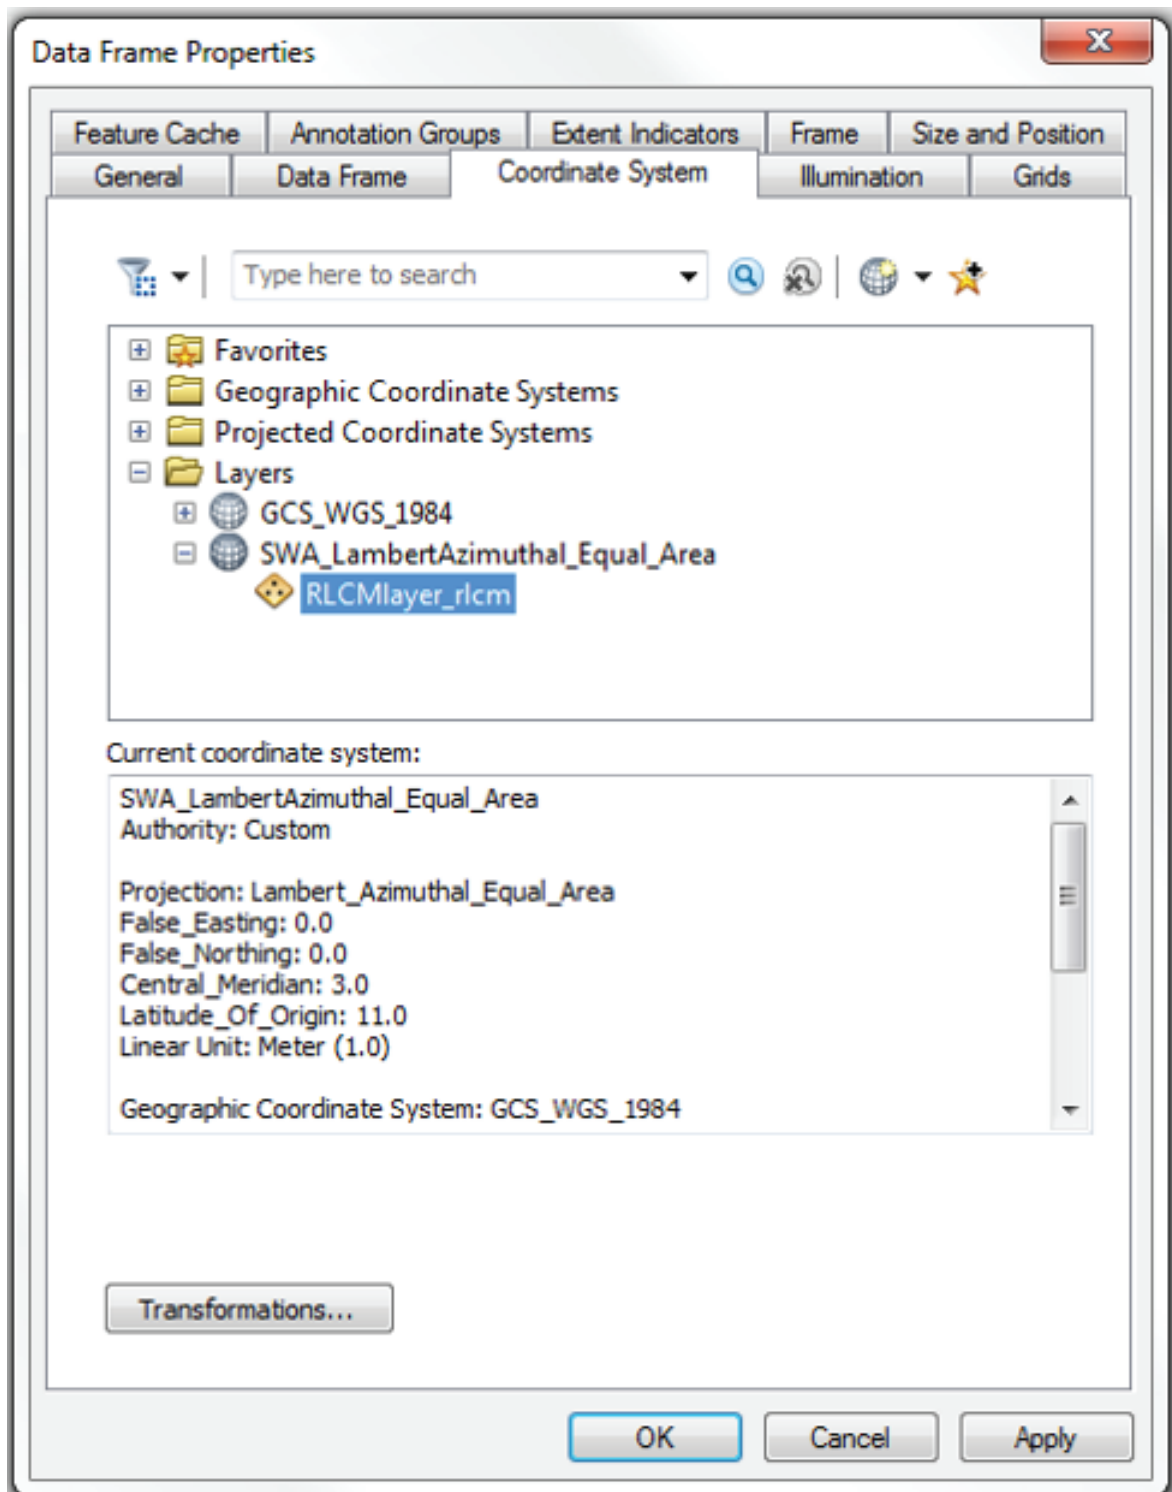 Data Frame Properties
Feature Cache Annotation Groups Extent Indicators Frame Size and Position
General Data Frame Coordinate System Illumination Grids
Type here to search
Favorites
Geographic Coordinate Systems
Projected Coordinate Systems
Layers
GCS_WGS_1984
SWA_LambertAzimuthal_Equal_Area
RLCMlayer_rlcm
Current coordinate system:
SWA_LambertAzimuthal_Equal_Area
Authority: Custom
Projection: Lambert_Azimuthal_Equal_Area
False_Easting: 0.0
False_Northing: 0.0
Central_Meridian: 3.0
Latitude_Of_Origin: 11.0
Linear Unit: Meter (1.0)
Geographic Coordinate System: GCS_WGS_1984
Transformations...
OK Cancel Apply